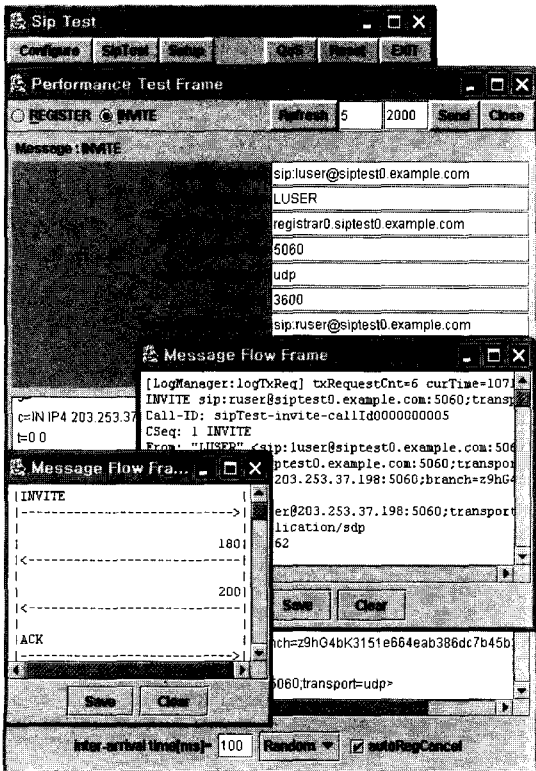 Sip Test
Configure SipTest Setup QoS Reset EXIT
Performance Test Frame
REGISTER INVITE Refresh 5 2000 Send Close
Message : INVITE
sip:luser@siptest0.example.com
LUSER
registrar0.siptest0.example.com
5060
udp
3600
sip:ruser@siptest0.example.com
Message Flow Frame
[LogManager:logTxReq] txRequestCnt=6 curTime=1071
INVITE sip:ruser@siptest0.example.com:5060;transp
Call-ID: sipTest-invite-callId0000000005
CSeq: 1 INVITE
From: "LUSER" <sip:luser@siptest0.example.com:506
ptest0.example.com:5060;transpor
203.253.37.198:5060;branch=z9hG4
er@203.253.37.198:5060;transport
lication/sdp
62
Save Clear
c=IN IP4 203.253.37
t=0 0
Message Flow Fra...
|INVITE |
|------------------------->|
| 180|
|<-------------------------
| 200|
|<-------------------------
|ACK |
|------------------------->|
Save Clear
nch=z9hG4bK3151e664eab386dc7b45b
5060;transport=udp>
Inter-arrival time[ms]= 100 Random autoRegCancel